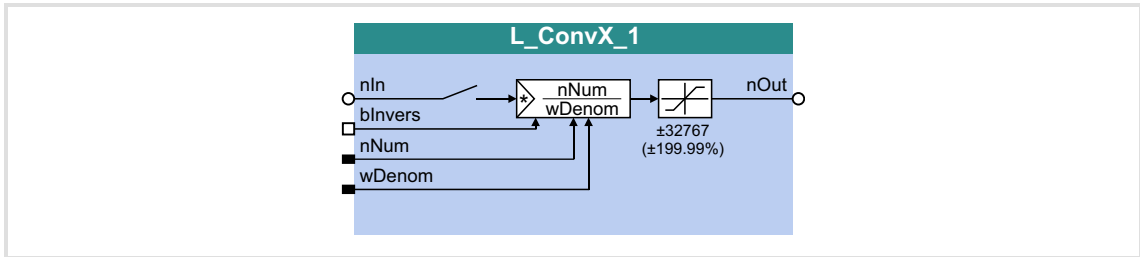 L_ConvX_1
nIn
nNum
nOut
*
wDenom
bInvers
±32767
nNum
(±199.99%)
wDenom